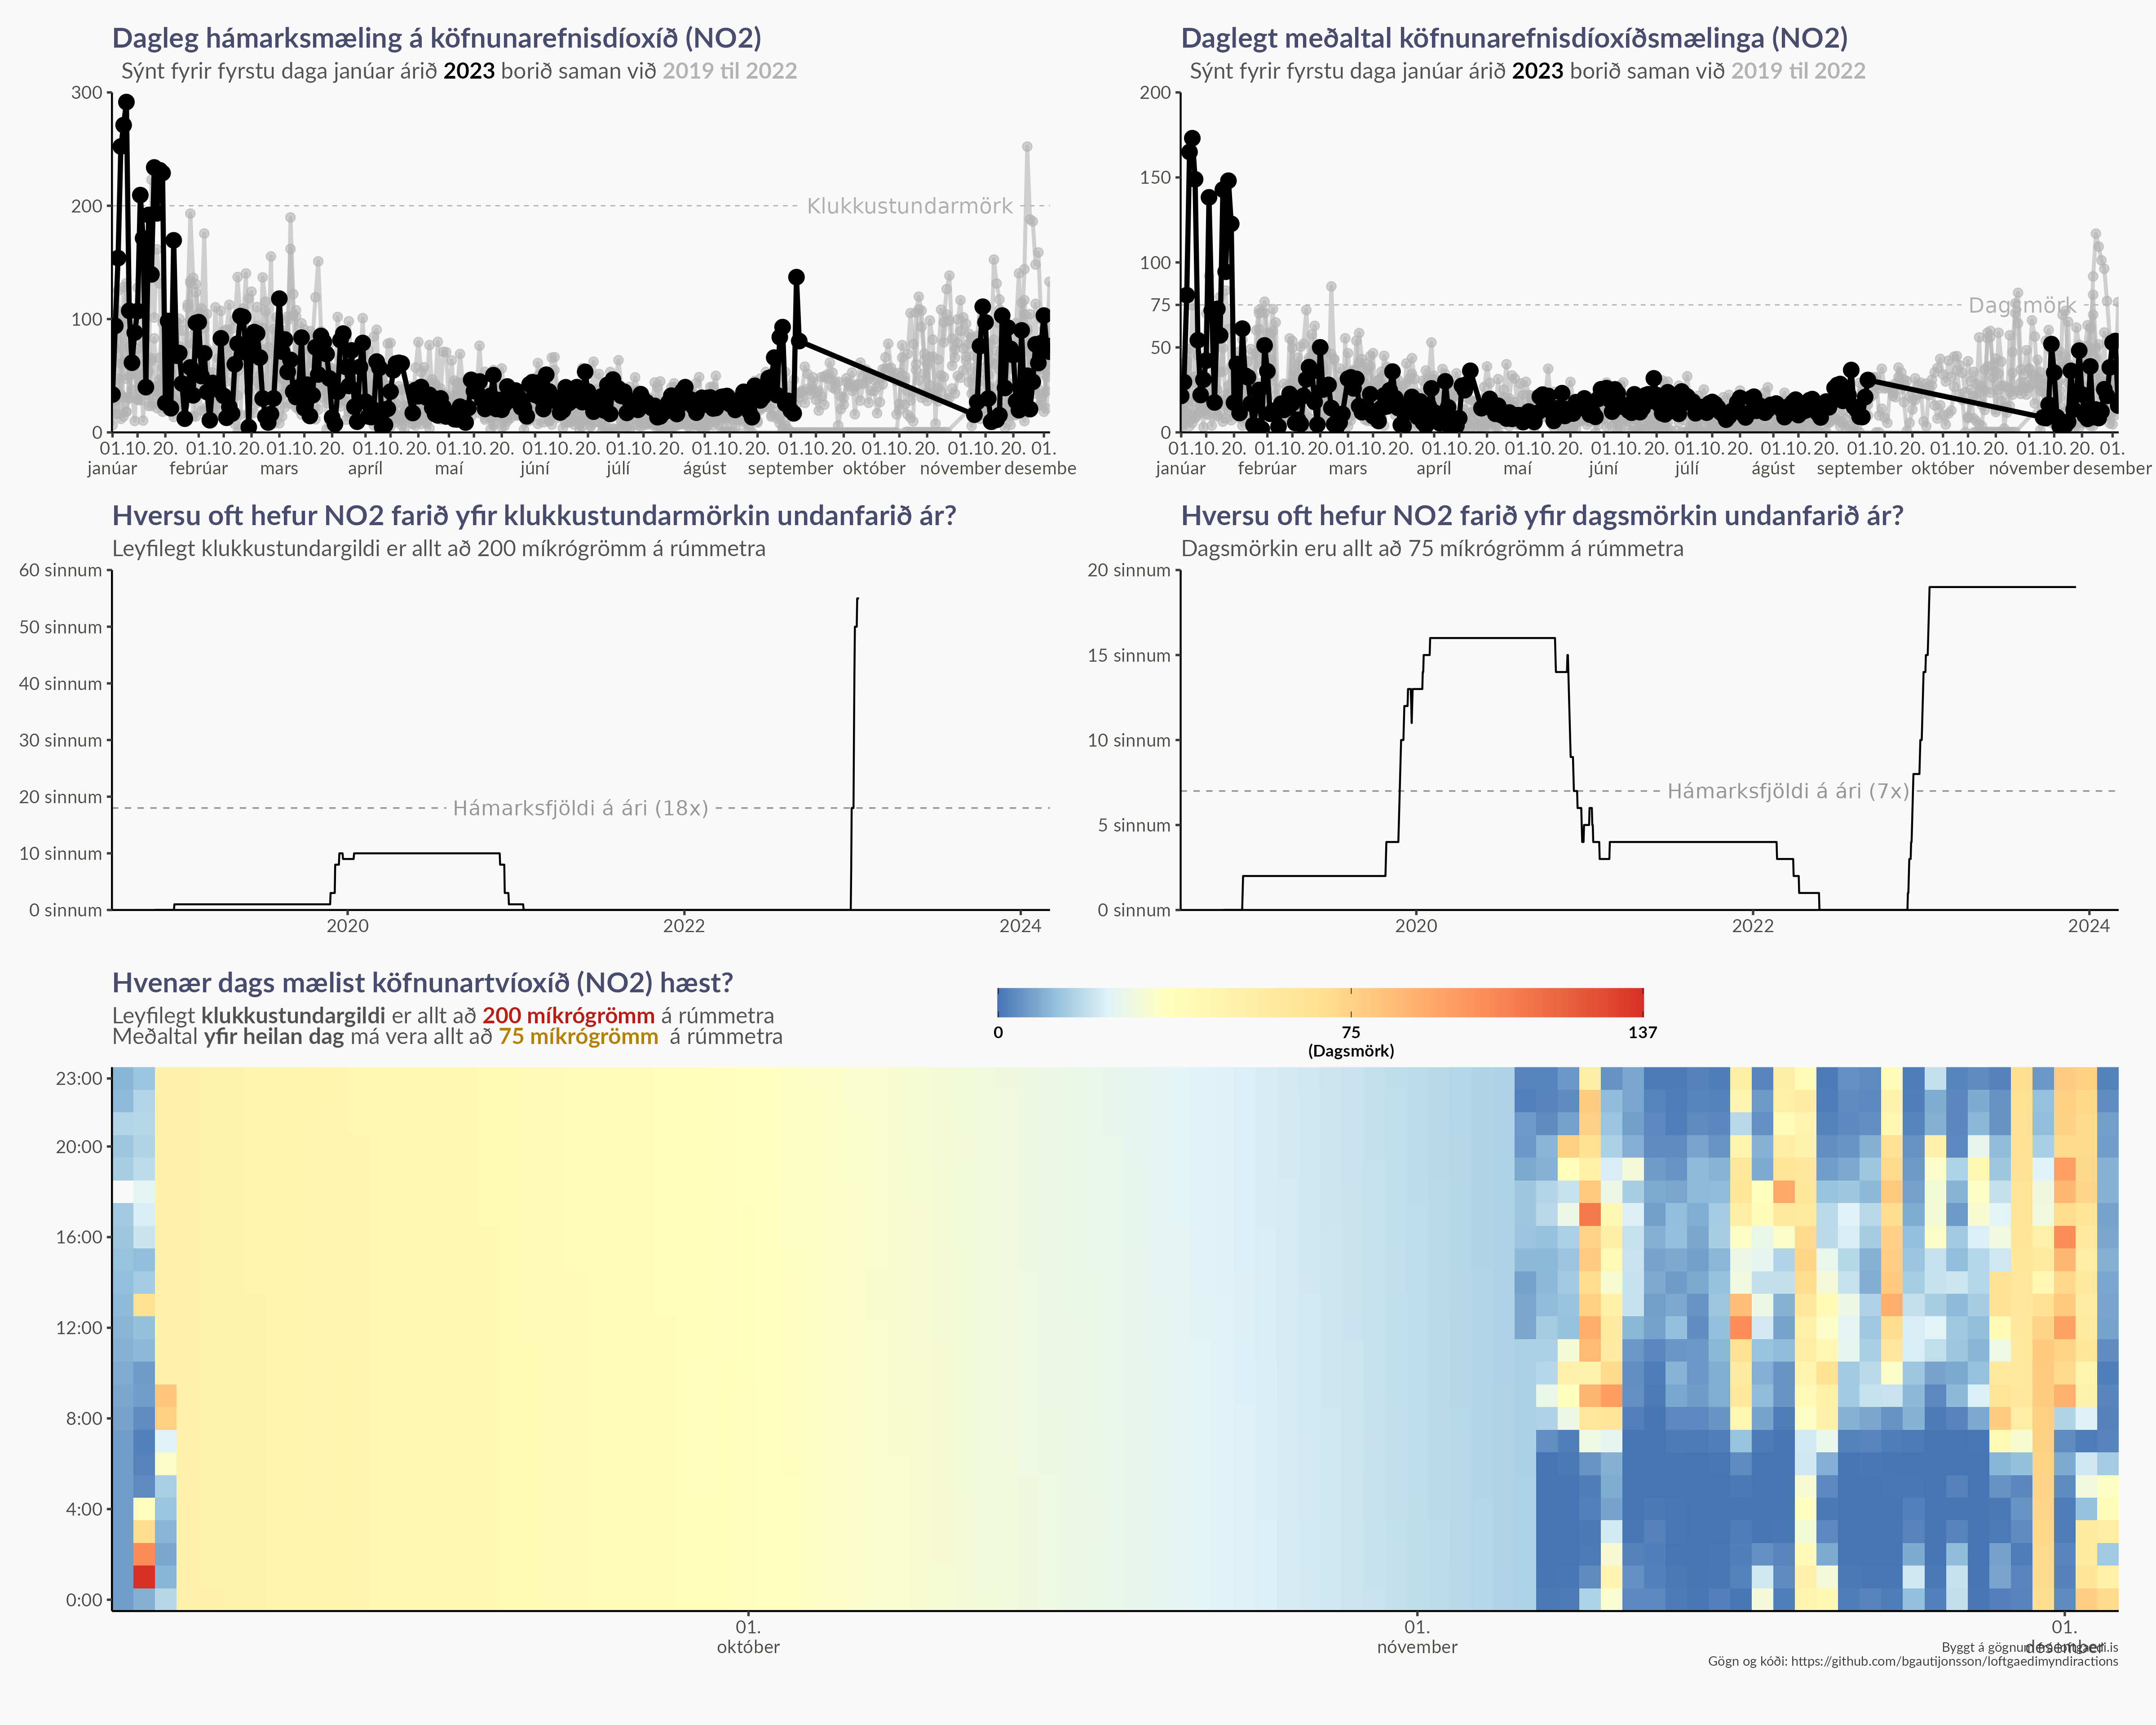 Dagleg hámarksmæling á köfnunarefnisdíoxíð (NO2)
Sýnt fyrir fyrstu daga janúar árið 2023 borið saman við 2019 til 2022
300
200
100
0
Klukkustundarmörk
01. 10. 20. 01. 10. 20. 01. 10. 20. 01. 10. 20. 01. 10. 20. 01. 10. 20. 01. 10. 20. 01. 10. 20. 01. 10. 20. 01. 10. 20. 01. 10. 20. 01.
janúar febrúar mars apríl maí júní júlí ágúst september október nóvember desembe
Daglegt meðaltal köfnunarefnisdíoxíðsmælinga (NO2)
Sýnt fyrir fyrstu daga janúar árið 2023 borið saman við 2019 til 2022
200
150
100
75
50
0
Dagsmörk
01. 10. 20. 01. 10. 20. 01. 10. 20. 01. 10. 20. 01. 10. 20. 01. 10. 20. 01. 10. 20. 01. 10. 20. 01. 10. 20. 01. 10. 20. 01. 10. 20. 01.
janúar febrúar mars apríl maí júní júlí ágúst september október nóvember desember
Hversu oft hefur NO2 farið yfir klukkustundarmörkin undanfarið ár?
Leyfilegt klukkustundargildi er allt að 200 míkrógrömm á rúmmetra
60 sinnum
50 sinnum
40 sinnum
30 sinnum
20 sinnum
10 sinnum
0 sinnum
Hámarksfjöldi á ári (18x)
2020 2022 2024
Hversu oft hefur NO2 farið yfir dagsmörkin undanfarið ár?
Dagsmörkin eru allt að 75 míkrógrömm á rúmmetra
20 sinnum
15 sinnum
10 sinnum
5 sinnum
0 sinnum
Hámarksfjöldi á ári (7x)
2020 2022 2024
Hvenær dags mælist köfnunartvíoxíð (NO2) hæst?
Leyfilegt klukkustundargildi er allt að 200 míkrógrömm á rúmmetra
Meðaltal yfir heilan dag má vera allt að 75 míkrógrömm á rúmmetra
0 75 137
(Dagsmörk)
23:00
20:00
16:00
12:00
8:00
4:00
0:00
01. 01. 01.
október nóvember desember
Byggt á gögnum frá loftgaedi.is
Gögn og kóði: https://github.com/bgautijonsson/loftgaedimyndiractions